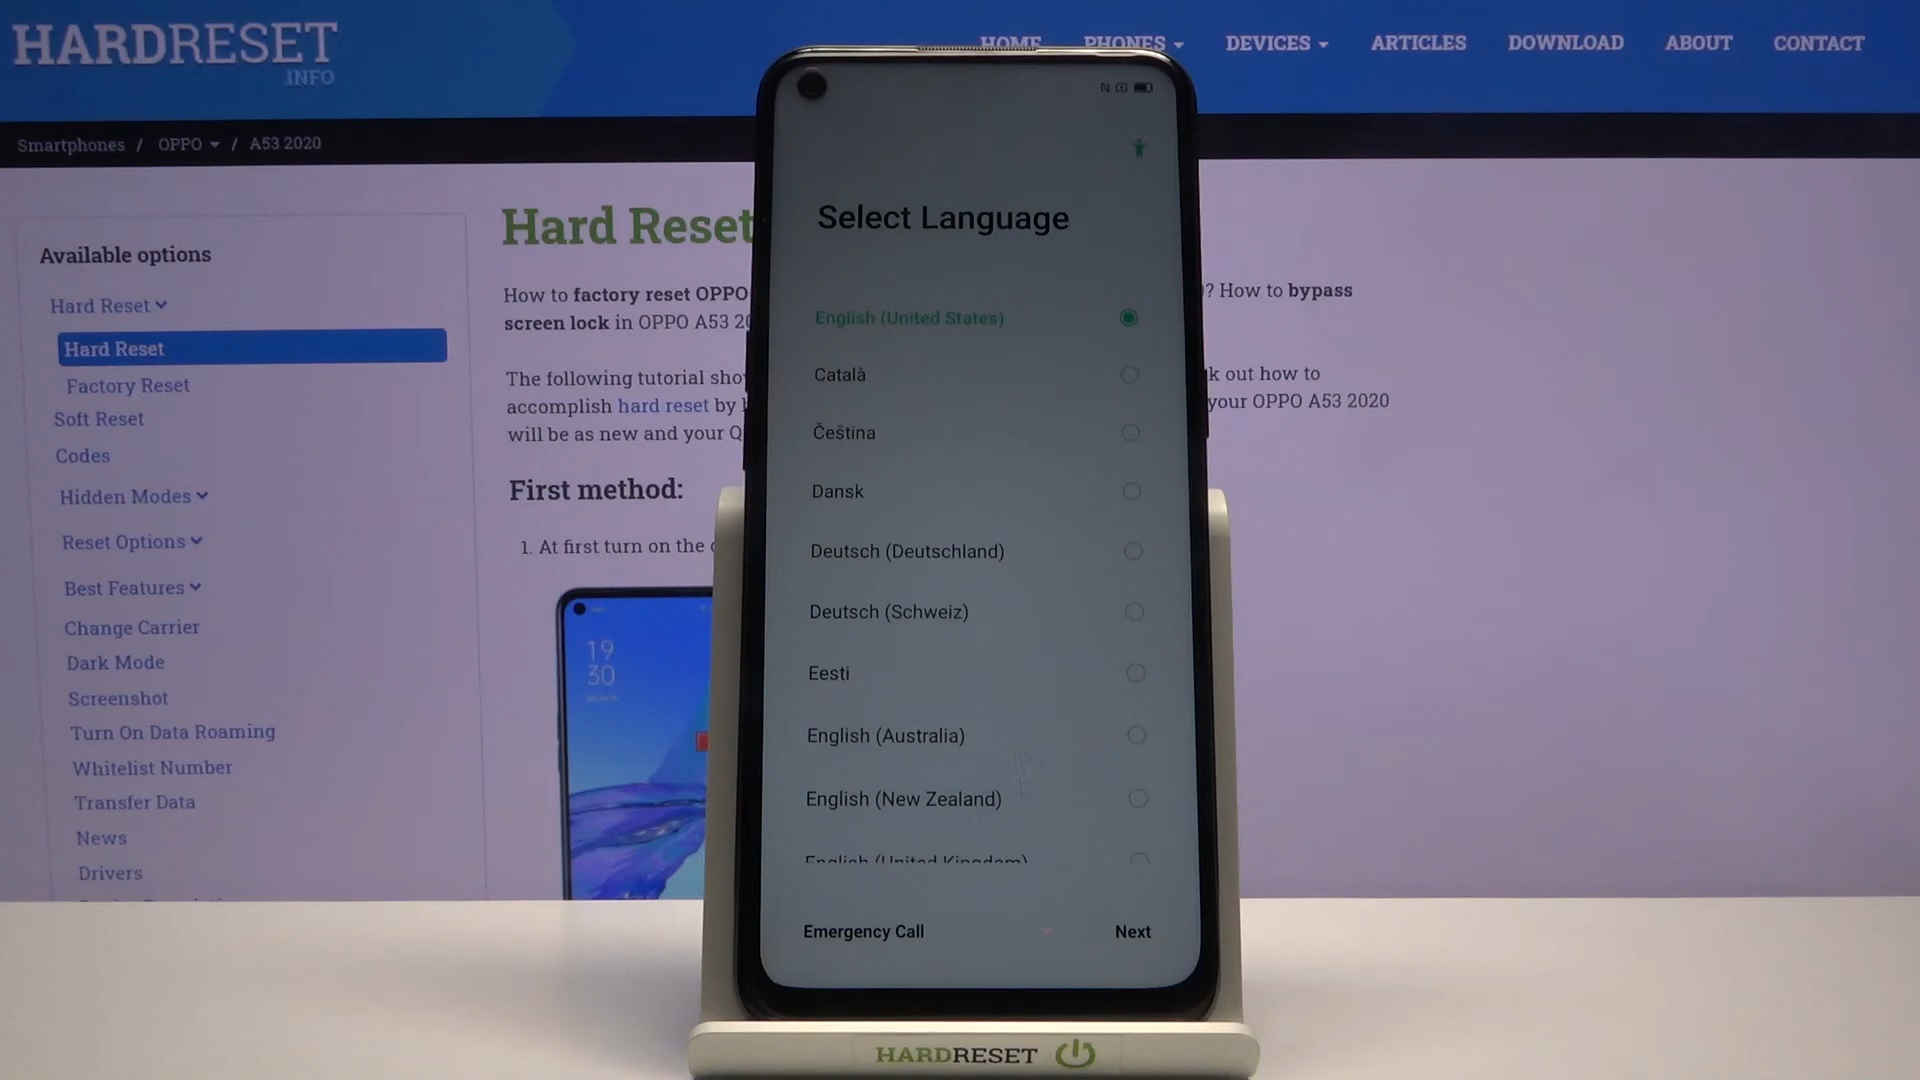 HARDRESET
.INFO
HOME PHONES DEVICES ARTICLES DOWNLOAD ABOUT CONTACT
Smartphones / OPPO / A53 2020
Available options
Hard Reset
Hard Reset
Factory Reset
Soft Reset
Codes
Hidden Modes
Reset Options
Best Features
Change Carrier
Dark Mode
Screenshot
Turn On Data Roaming
Whitelist Number
Transfer Data
News
Drivers
Hard Reset
How to factory reset OPPO ? How to bypass
screen lock in OPPO A53
The following tutorial out how to
accomplish hard reset by your OPPO A53 2020
will be as new and your
First method:
1. At first turn on the
19
30
Select Language
English (United States)
Català
Čeština
Dansk
Deutsch (Deutschland)
Deutsch (Schweiz)
Eesti
English (Australia)
English (New Zealand)
English (United Kingdom)
Emergency Call Next
HARDRESET